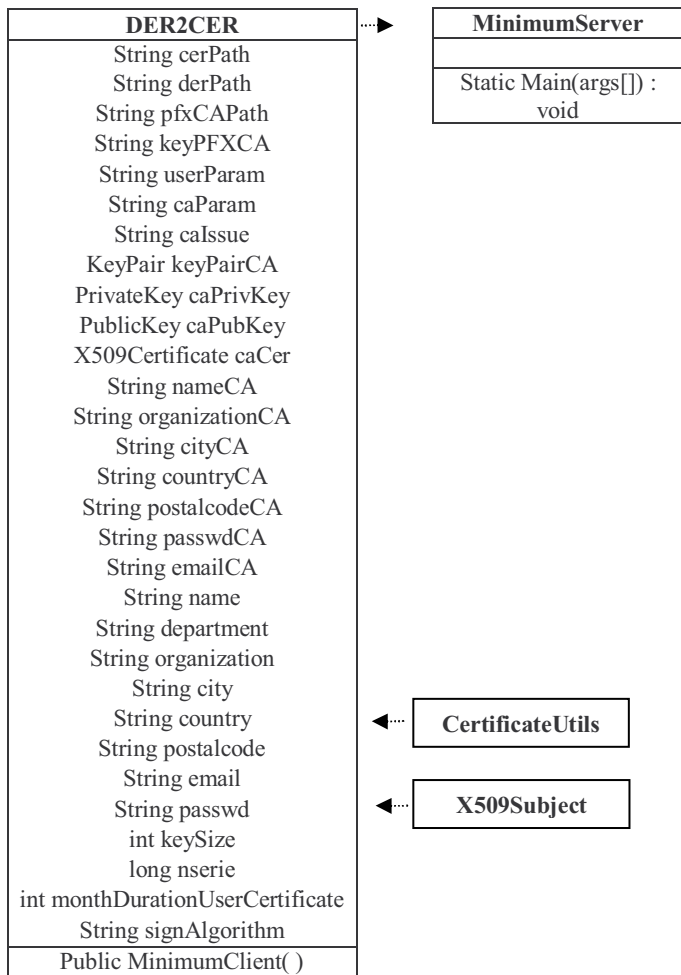 DER2CER
String cerPath
String derPath
String pfxCAPath
String keyPFXCA
String userParam
String caParam
String caIssue
KeyPair keyPairCA
PrivateKey caPrivKey
PublicKey caPubKey
X509Certificate caCer
String nameCA
String organizationCA
String cityCA
String countryCA
String postalcodeCA
String passwdCA
String emailCA
String name
String department
String organization
String city
String country
String postalcode
String email
String passwd
int keySize
long nserie
int monthDurationUserCertificate
String signAlgorithm
Public MinimumClient( )
MinimumServer
Static Main(args[]) :
void
CertificateUtils
X509Subject